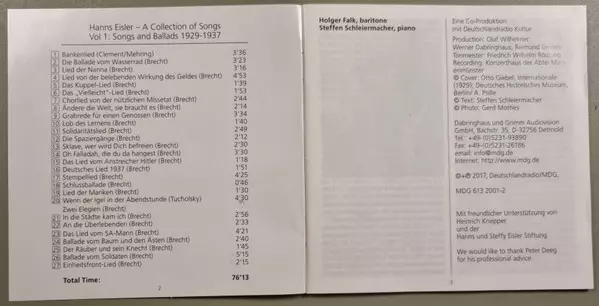 Hanns Eisler – A Collection of Songs
Vol 1: Songs and Ballads 1929-1937
1 Bankenlied (Clement/Mehring) 3'36
2 Die Ballade vom Wasserrad (Brecht) 3'23
3 Lied der Nanna (Brecht) 3'16
4 Lied von der belebenden Wirkung des Geldes (Brecht) 4'53
5 Das Kuppel-Lied (Brecht) 1'39
6 Das „Vielleicht"-Lied (Brecht) 1'53
7 Chorlied von der nützlichen Missetat (Brecht) 2'44
8 Ändere die Welt, sie braucht es (Brecht) 2'14
9 Grabrede für einen Genossen (Brecht) 3'34
10 Lob des Lernens (Brecht) 1'40
11 Solidaritätslied (Brecht) 2'49
12 Die Spaziergänge (Brecht) 2'12
13 Sklave, wer wird Dich befreien (Brecht) 2'30
14 Oh Falladah, die du da hangest (Brecht) 3'30
15 Das Lied vom Anstreicher Hitler (Brecht) 1'18
16 Deutsches Lied 1937 (Brecht) 1'51
17 Stempellied (Brecht) 4'25
18 Schlussballade (Brecht) 0'46
19 Lied der Mariken (Brecht) 1'30
20 Wenn der Igel in der Abendstunde (Tucholsky) 4'30
Zwei Elegien (Brecht)
21 In die Städte kam ich (Brecht) 2'56
22 An die Überlebenden (Brecht) 2'33
23 Das Lied vom SA-Mann (Brecht) 4'21
24 Ballade vom Baum und den Ästen (Brecht) 2'40
25 Der Räuber und sein Knecht (Brecht) 1'45
26 Ballade vom Soldaten (Brecht) 5'15
27 Einheitsfront-Lied (Brecht) 2'15
Total Time: 76'13
2
Holger Falk, baritone
Steffen Schleiermacher, piano
Eine Co-Produktion
mit Deutschlandradio Kultur
Production: Olaf Wilhelmer,
Werner Dabringhaus, Reimund Grimm
Tonmeister: Friedrich Wilhelm Rödding
Recording: Konzerthaus der Abtei Marienmünster
© Cover: Otto Giebel, Internationale
(1929); Deutsches Historisches Museum,
Berlin/ A. Psille
© Text: Steffen Schleiermacher
© Photo: Gerd Mothes
Dabringhaus und Grimm Audiovision
GmbH, Bachstr. 35, D-32756 Detmold
Tel.: +49-(0)5231-93890
Fax: +49-(0)5231-26186
email: info@mdg.de
Internet: http://www.mdg.de
©+℗ 2017, Deutschlandradio/MDG,
MDG 613 2001-2
Mit freundlicher Unterstützung von
Heinrich Knieper
und der
Hanns und Steffy Eisler Stiftung
We would like to thank Peter Deeg
for his professional advice.
3